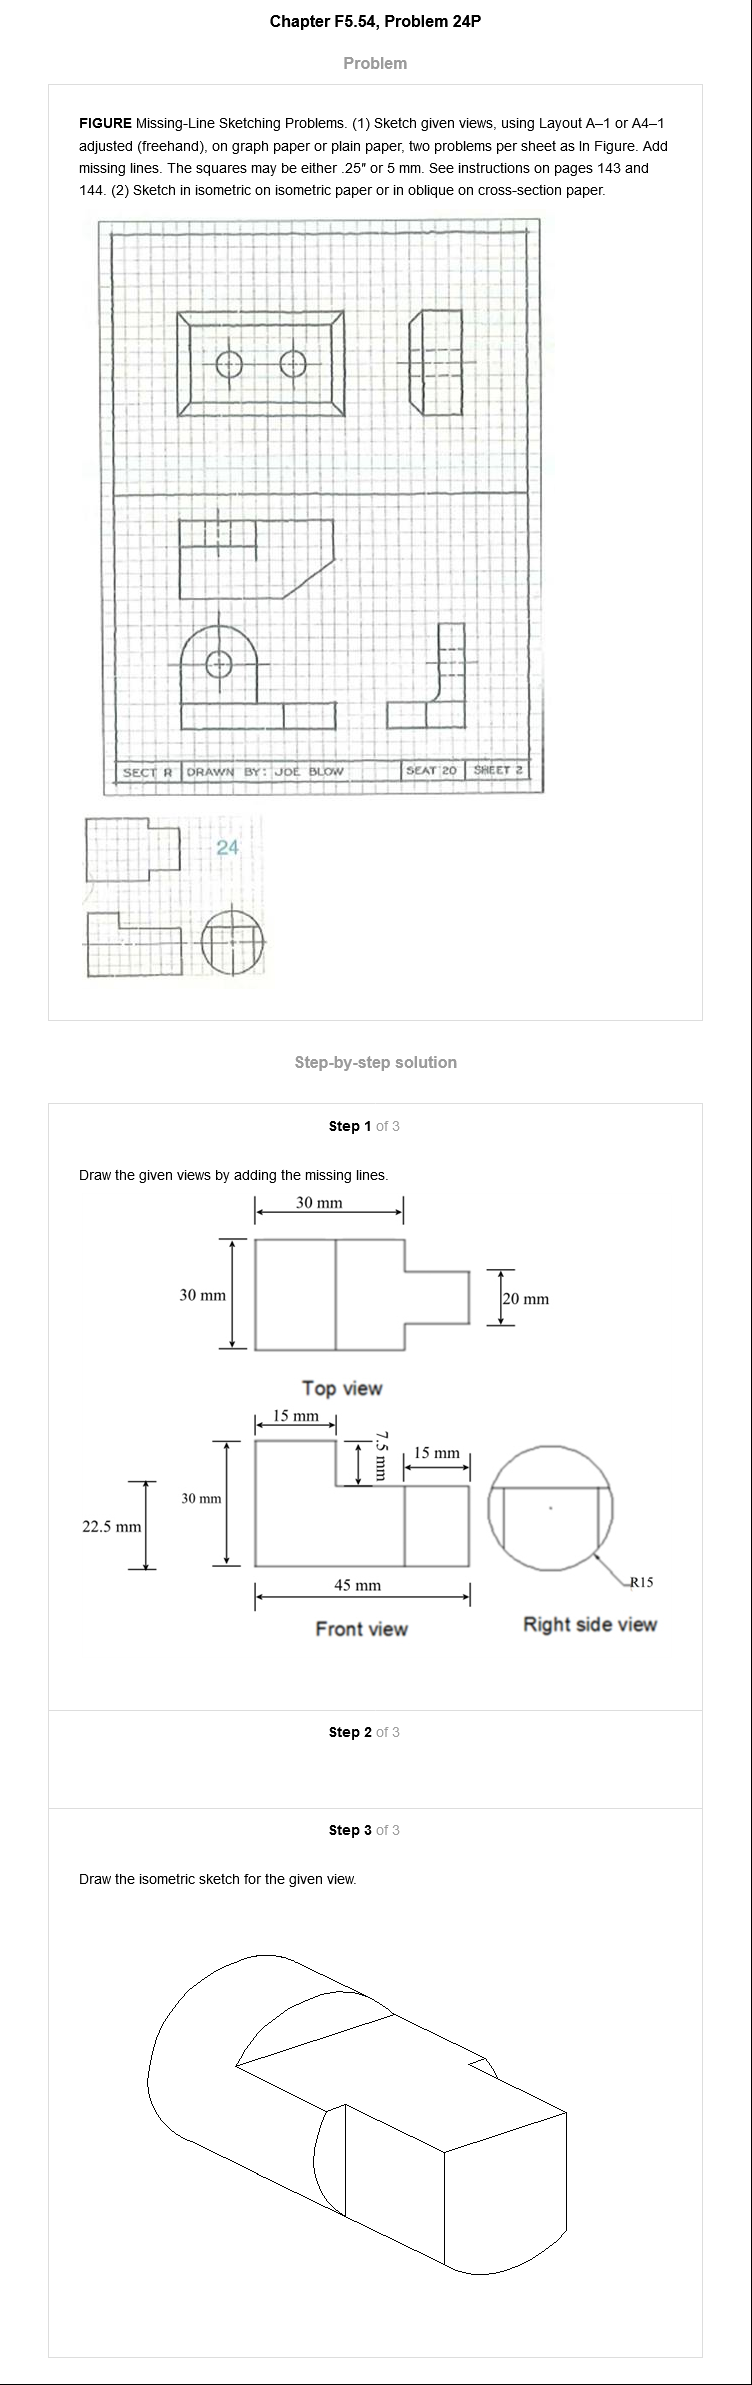 Chapter F5.54, Problem 24P
Problem
FIGURE Missing-Line Sketching Problems. (1) Sketch given views, using Layout A–1 or A4–1
adjusted (freehand), on graph paper or plain paper, two problems per sheet as In Figure. Add
missing lines. The squares may be either .25″ or 5 mm. See instructions on pages 143 and
144. (2) Sketch in isometric on isometric paper or in oblique on cross-section paper.
SECT R DRAWN BY: JOE BLOW SEAT 20 SHEET 2
24
Step-by-step solution
Step 1 of 3
Draw the given views by adding the missing lines.
30 mm
30 mm
20 mm
Top view
15 mm
7.5 mm
15 mm
30 mm
22.5 mm
45 mm
R15
Front view
Right side view
Step 2 of 3
Step 3 of 3
Draw the isometric sketch for the given view.